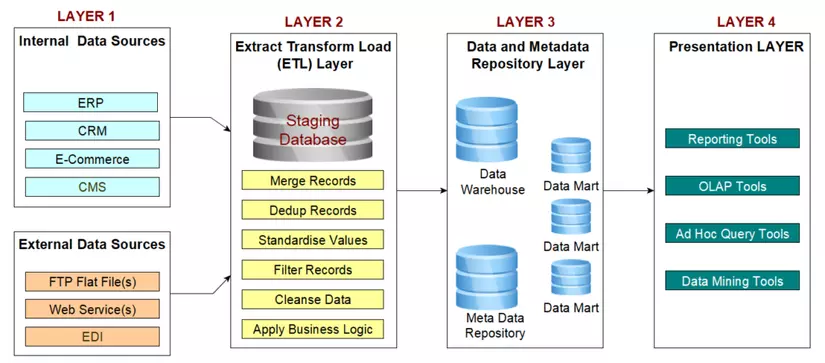 LAYER 1
Internal Data Sources
ERP
CRM
E-Commerce
CMS
External Data Sources
FTP Flat File(s)
Web Service(s)
EDI
LAYER 2
Extract Transform Load
(ETL) Layer
Staging
Database
Merge Records
Dedup Records
Standardise Values
Filter Records
Cleanse Data
Apply Business Logic
LAYER 3
Data and Metadata
Repository Layer
Data
Warehouse
Data Mart
Data Mart
Meta Data
Repository
Data Mart
LAYER 4
Presentation LAYER
Reporting Tools
OLAP Tools
Ad Hoc Query Tools
Data Mining Tools